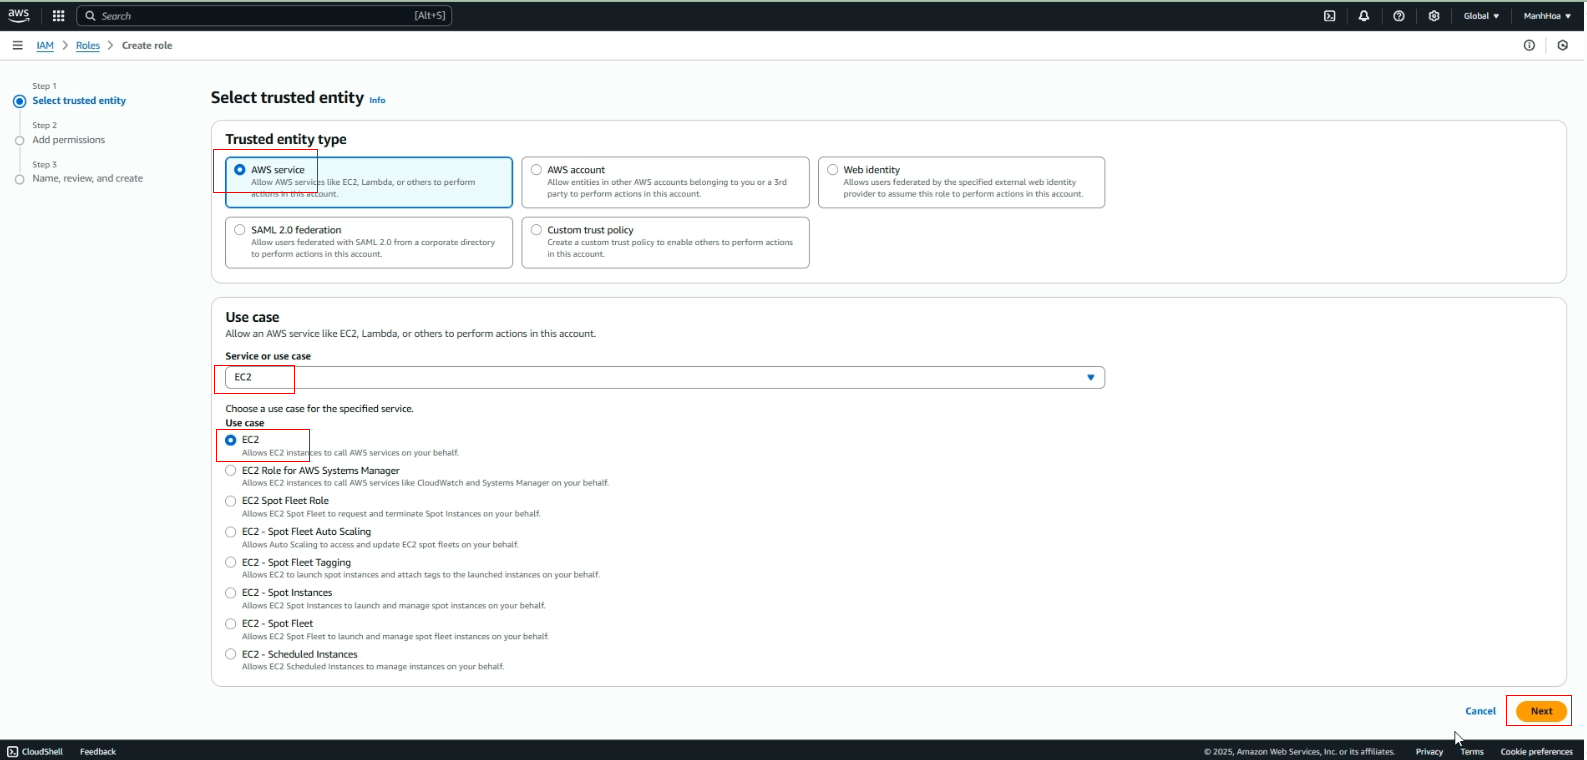 aws
Search [Alt+S]
Global ManhHoa
IAM Roles Create role
Step 1
Select trusted entity
Step 2
Add permissions
Step 3
Name, review, and create
Select trusted entity Info
Trusted entity type
AWS service
Allow AWS services like EC2, Lambda, or others to perform
actions in this account.
AWS account
Allow entities in other AWS accounts belonging to you or a 3rd
party to perform actions in this account.
Web identity
Allows users federated by the specified external web identity
provider to assume this role to perform actions in this account.
SAML 2.0 federation
Allow users federated with SAML 2.0 from a corporate directory
to perform actions in this account.
Custom trust policy
Create a custom trust policy to enable others to perform actions
in this account.
Use case
Allow an AWS service like EC2, Lambda, or others to perform actions in this account.
Service or use case
EC2
Choose a use case for the specified service.
Use case
EC2
Allows EC2 instances to call AWS services on your behalf.
EC2 Role for AWS Systems Manager
Allows EC2 instances to call AWS services like CloudWatch and Systems Manager on your behalf.
EC2 Spot Fleet Role
Allows EC2 Spot Fleet to request and terminate Spot Instances on your behalf.
EC2 - Spot Fleet Auto Scaling
Allows Auto Scaling to access and update EC2 spot fleets on your behalf.
EC2 - Spot Fleet Tagging
Allows EC2 to launch spot instances and attach tags to the launched instances on your behalf.
EC2 - Spot Instances
Allows EC2 Spot Instances to launch and manage spot instances on your behalf.
EC2 - Spot Fleet
Allows EC2 Spot Fleet to launch and manage spot fleet instances on your behalf.
EC2 - Scheduled Instances
Allows EC2 Scheduled Instances to manage instances on your behalf.
Cancel Next
CloudShell Feedback © 2025, Amazon Web Services, Inc. or its affiliates. Privacy Terms Cookie preferences